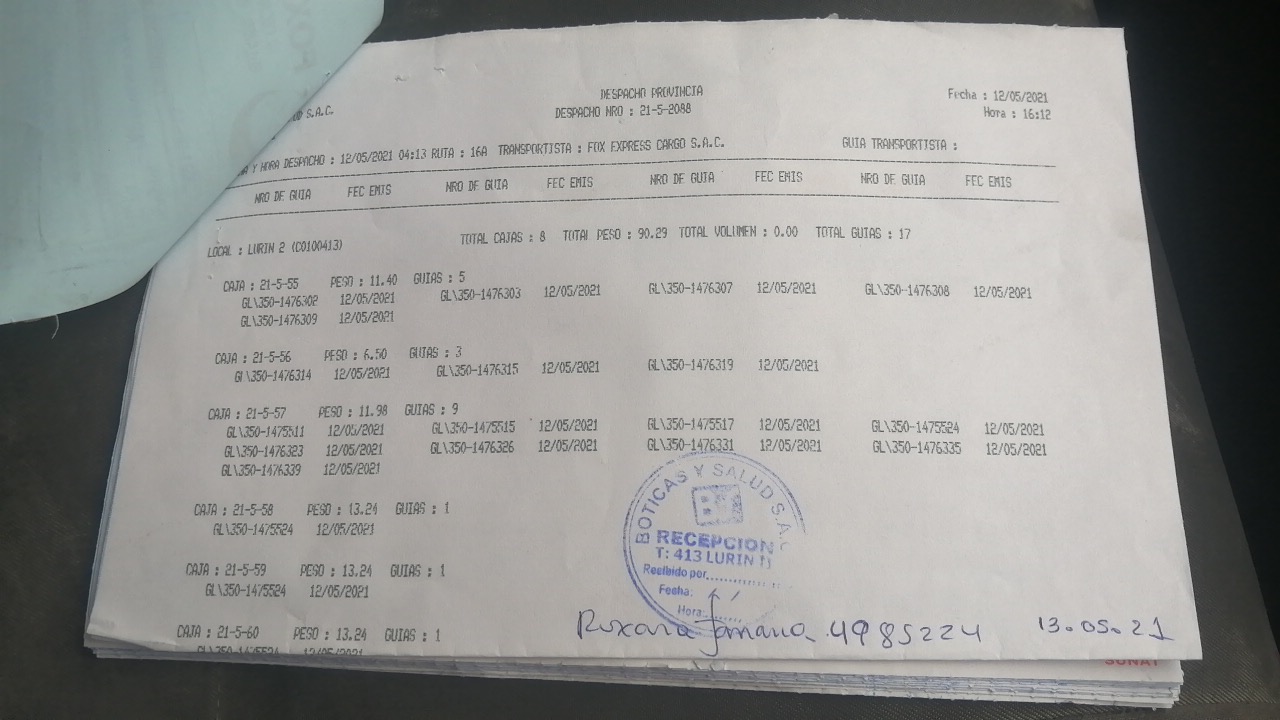 S.A.C.
DESPACHO PROVINCIA
DESPACHO NRO : 21-5-2088
Fecha : 12/05/2021
Hora : 16:12
Y HORA DESPACHO : 12/05/2021 04:13 RUTA : 16A TRANSPORTISTA : FOX EXPRESS CARGO S.A.C. GUIA TRANSPORTISTA :
NRO DE GUIA FEC EMIS NRO DE GUIA FEC EMIS NRO DE GUIA FEC EMIS NRO DE GUIA FEC EMIS
LOCAL : LURIN 2 (C0100413) TOTAL CAJAS : 8 TOTAL PESO : 90.29 TOTAL VOLUMEN : 0.00 TOTAL GUIAS : 17
CAJA : 21-5-55 PESO : 11.40 GUIAS : 5
GL\350-1476302 12/05/2021 GL\350-1476303 12/05/2021 GL\350-1476307 12/05/2021 GL\350-1476308 12/05/2021
GL\350-1476309 12/05/2021
CAJA : 21-5-56 PESO : 6.50 GUIAS : 3
GL\350-1476314 12/05/2021 GL\350-1476315 12/05/2021 GL\350-1476319 12/05/2021
CAJA : 21-5-57 PESO : 11.98 GUIAS : 9
GL\350-1475511 12/05/2021 GL\350-1475515 12/05/2021 GL\350-1475517 12/05/2021 GL\350-1475524 12/05/2021
GL\350-1476323 12/05/2021 GL\350-1476326 12/05/2021 GL\350-1476331 12/05/2021 GL\350-1476335 12/05/2021
GL\350-1476339 12/05/2021
CAJA : 21-5-58 PESO : 13.24 GUIAS : 1
GL\350-1475524 12/05/2021
CAJA : 21-5-59 PESO : 13.24 GUIAS : 1
GL\350-1475524 12/05/2021
CAJA : 21-5-60 PESO : 13.24 GUIAS : 1
GL\350-1475524 12/05/2021
BOTICAS Y SALUD S.A.C
RECEPCION
T: 413 LURIN II
Recibido por
Fecha:
Hora:
4985224 13.05.21
SUNAT